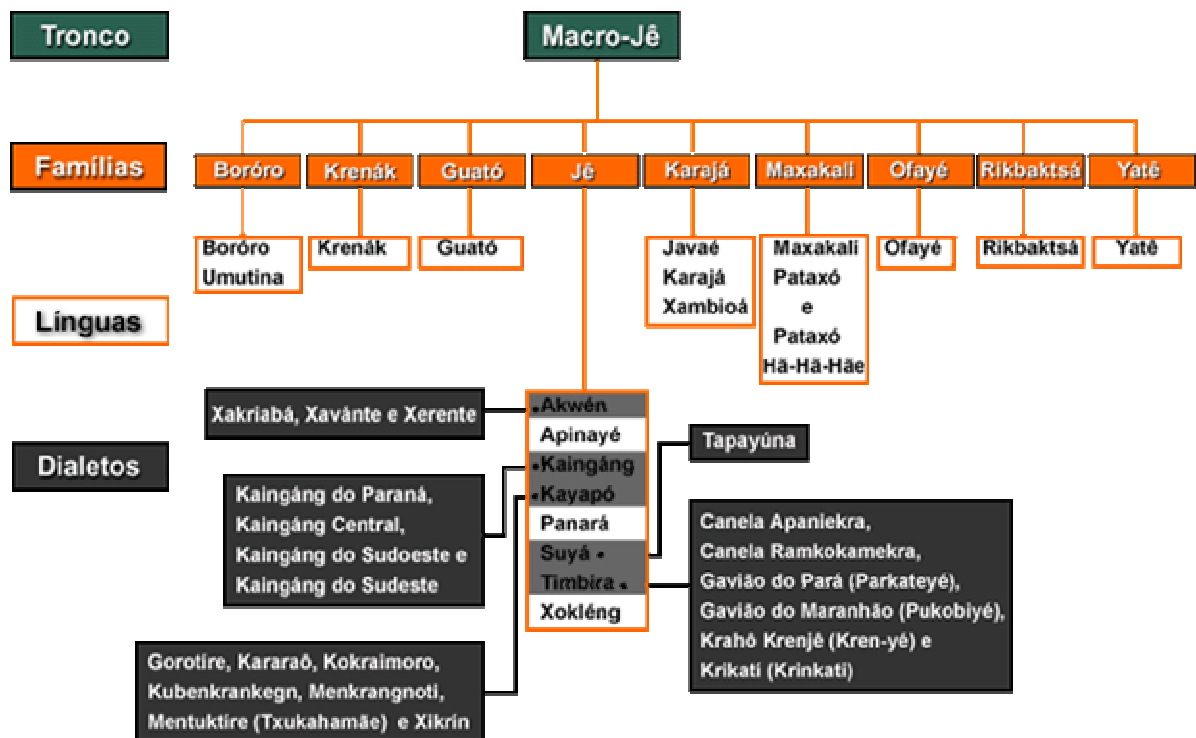 Tronco
Macro-Jê
Famílias
Boróro
Krenák
Guató
Jê
Karajá
Maxakali
Ofayé
Rikbaktsá
Yatê
Boróro
Umutina
Krenák
Guató
Javaé
Karajá
Xambioá
Maxakali
Pataxó
e
Pataxó
Hã-Hã-Hãe
Ofayé
Rikbaktsá
Yatê
Línguas
Xakriabá, Xavánte e Xerente
Akwén
Apinayé
Kaingáng
Kayapó
Panará
Suyá
Timbira
Xokléng
Dialetos
Tapayúna
Kaingáng do Paraná,
Kaingáng Central,
Kaingáng do Sudoeste e
Kaingáng do Sudeste
Canela Apaniekra,
Canela Ramkokamekra,
Gavião do Pará (Parkateyé),
Gavião do Maranhão (Pukobiyé),
Krahô Krenjê (Kren-yé) e
Krikati (Krinkati)
Gorotire, Kararaô, Kokraimoro,
Kubenkrankegn, Menkrangnoti,
Mentuktire (Txukahamãe) e Xikrin